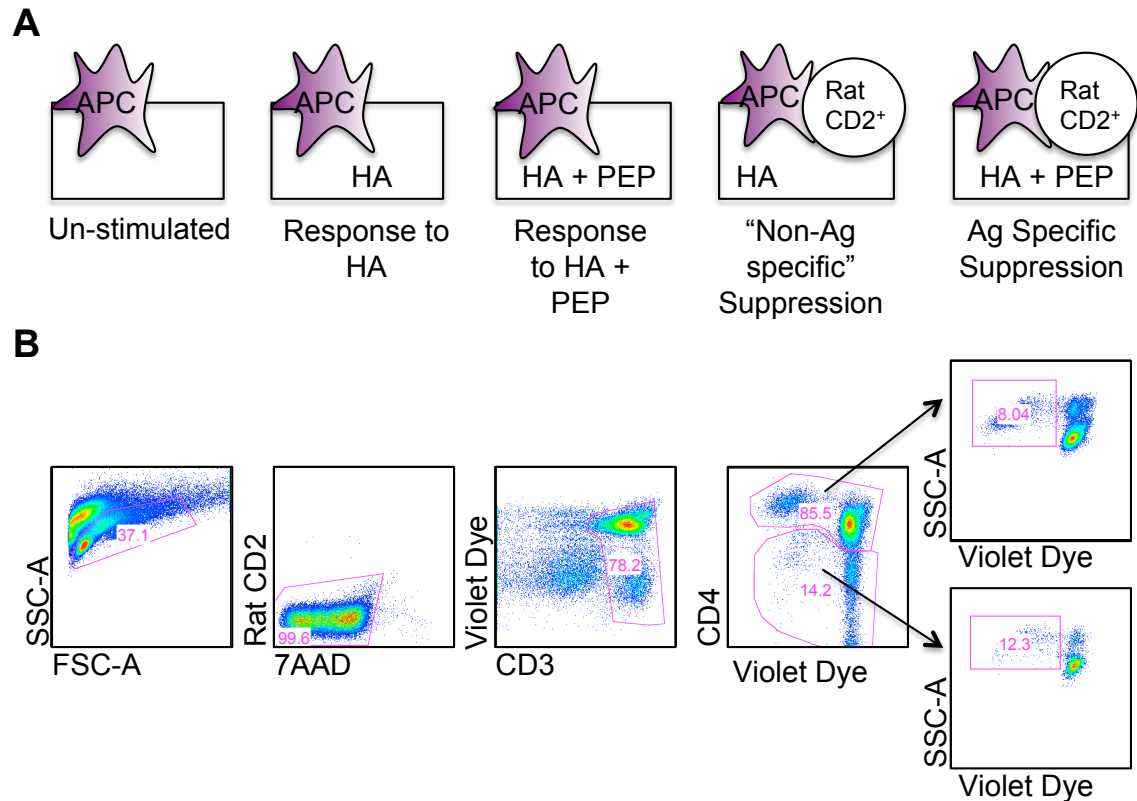 A
APC
APC
HA
APC
HA + PEP
APC
Rat
CD2⁺
HA
APC
Rat
CD2⁺
HA + PEP
Un-stimulated
Response to
HA
Response
to HA +
PEP
“Non-Ag
specific”
Suppression
Ag Specific
Suppression
B
SSC-A
37.1
FSC-A
Rat CD2
99.6
7AAD
Violet Dye
78.2
CD3
CD4
85.5
14.2
Violet Dye
SSC-A
8.04
Violet Dye
SSC-A
12.3
Violet Dye